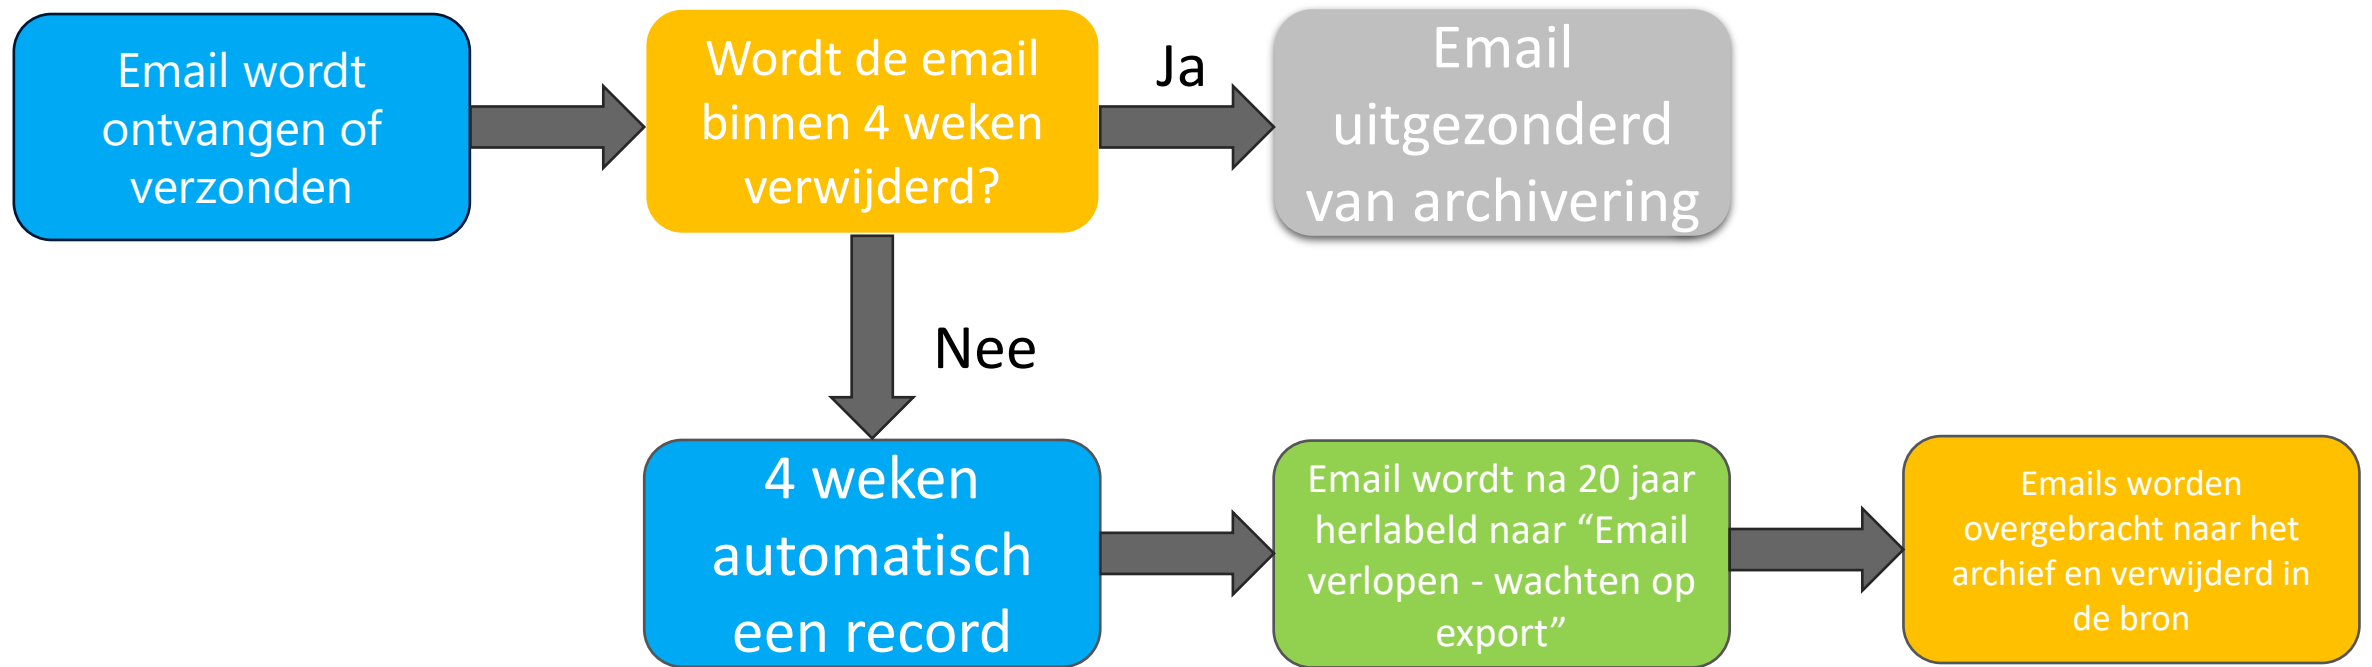 Email wordt
ontvangen of
verzonden
Wordt de email
binnen 4 weken
verwijderd?
Ja
Email
uitgezonderd
van archivering
Nee
4 weken
automatisch
een record
Email wordt na 20 jaar
herlabeld naar “Email
verlopen - wachten op
export”
Emails worden
overgebracht naar het
archief en verwijderd in
de bron